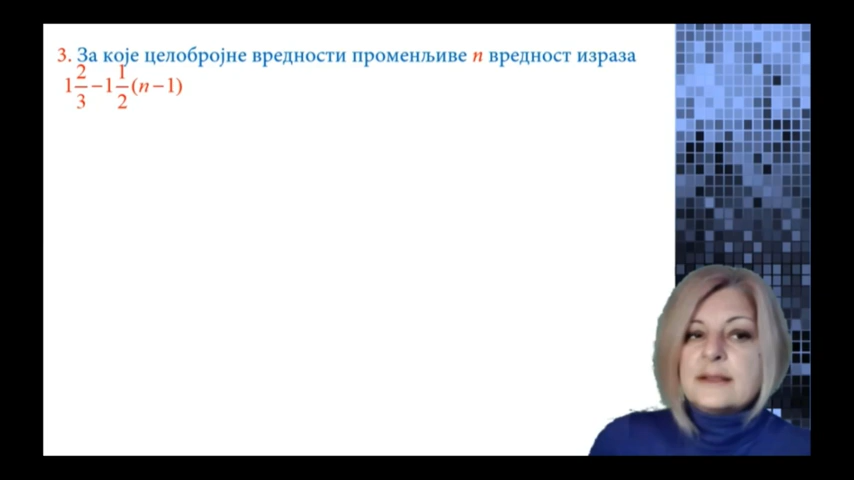 3. За које целобројне вредности променљиве n вредност израза
1 2/3 − 1 1/2 (n − 1)